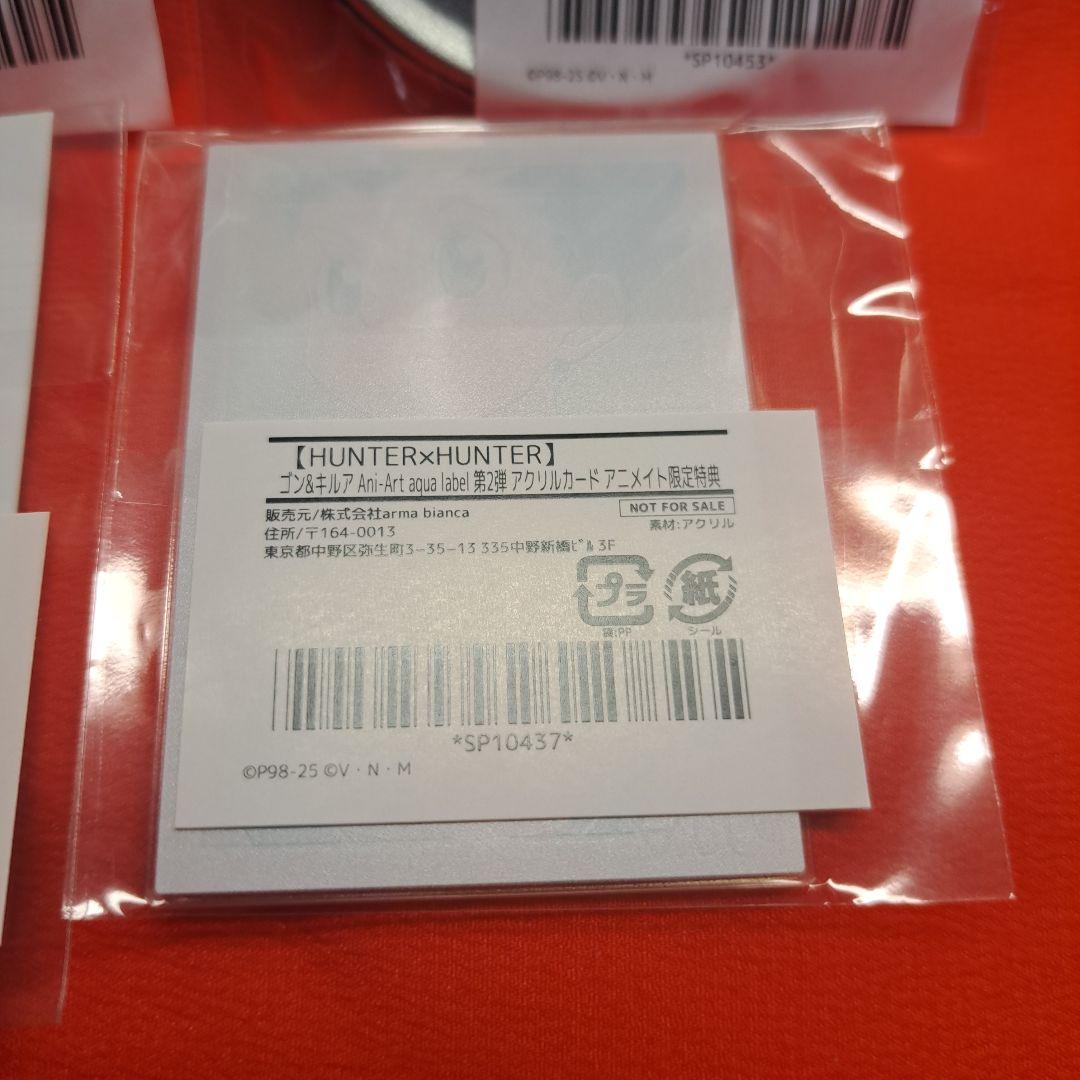 *SP10453*
©P98-25 ©V・N・M
【HUNTER×HUNTER】
ゴン&キルア Ani-Art aqua label 第2弾 アクリルカード アニメイト限定特典
販売元/株式会社arma bianca
NOT FOR SALE
住所/〒164-0013
素材:アクリル
東京都中野区弥生町3-35-13 335中野新橋ビル3F
プラ
紙
袋:PP
シール
*SP10437*
©P98-25 ©V・N・M